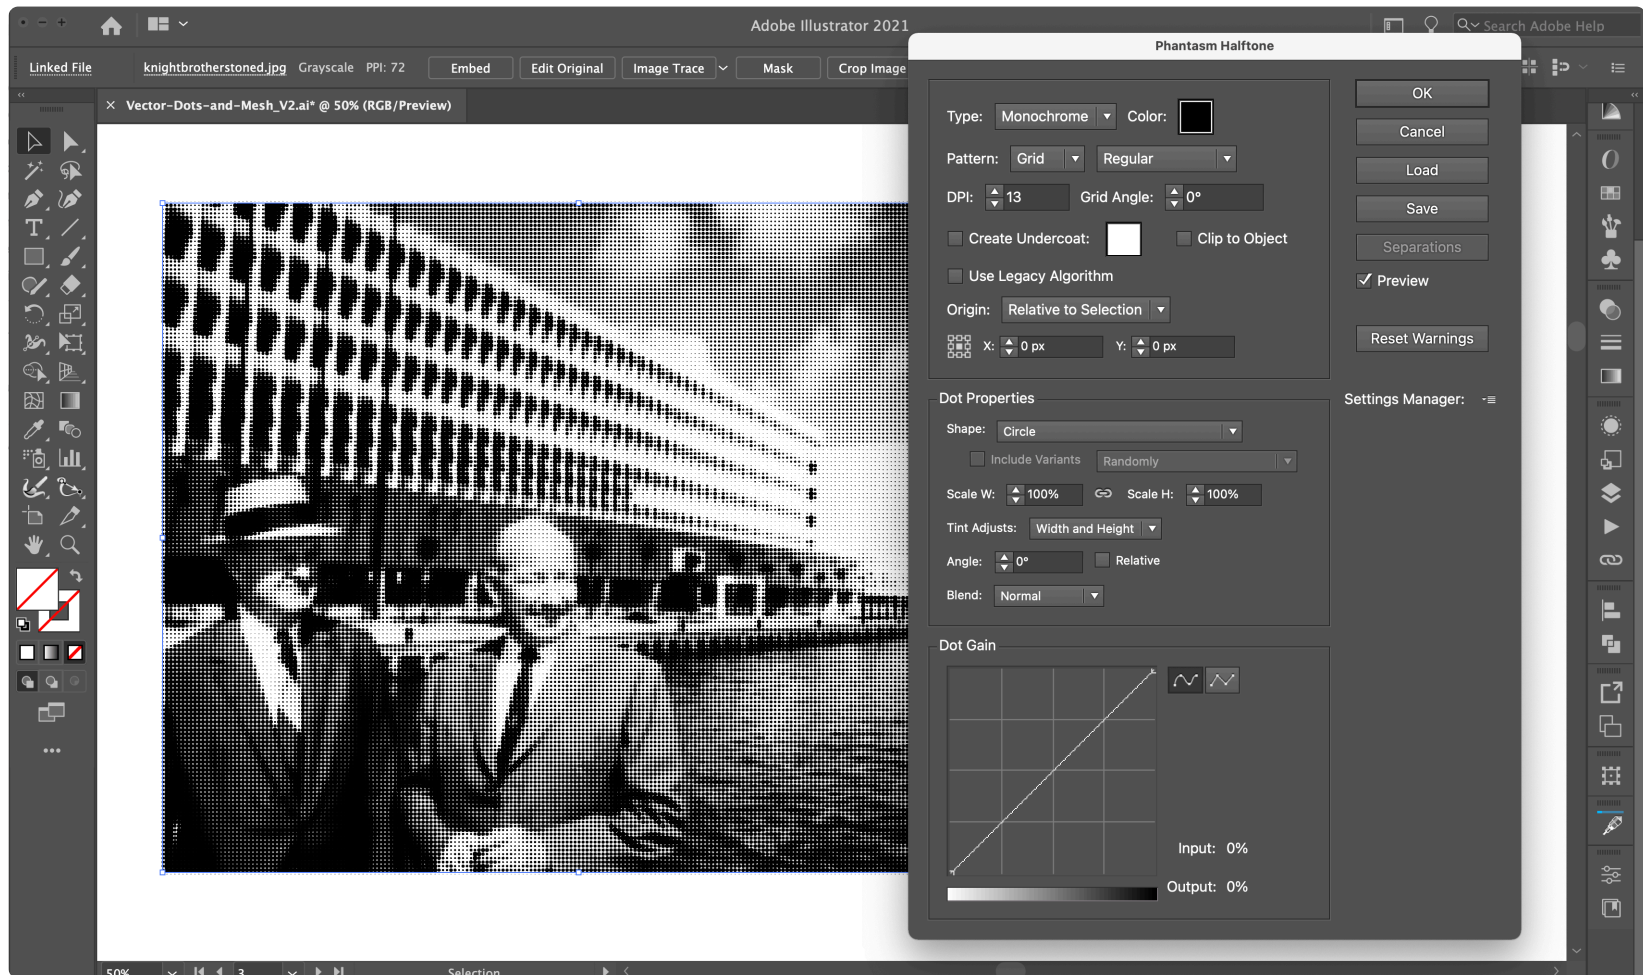 Adobe Illustrator 2021
Search Adobe Help
Linked File
knightbrotherstoned.jpg Grayscale PPI: 72 Embed Edit Original Image Trace Mask Crop Image
× Vector-Dots-and-Mesh_V2.ai* @ 50% (RGB/Preview)
Phantasm Halftone
Type: Monochrome Color:
Pattern: Grid Regular
DPI: 13 Grid Angle: 0°
Create Undercoat: Clip to Object
Use Legacy Algorithm
Origin: Relative to Selection
X: 0 px Y: 0 px
OK
Cancel
Load
Save
Separations
Preview
Reset Warnings
Settings Manager:
Dot Properties
Shape: Circle
Include Variants Randomly
Scale W: 100% Scale H: 100%
Tint Adjusts: Width and Height
Angle: 0° Relative
Blend: Normal
Dot Gain
Input: 0%
Output: 0%
50% 3 Selection